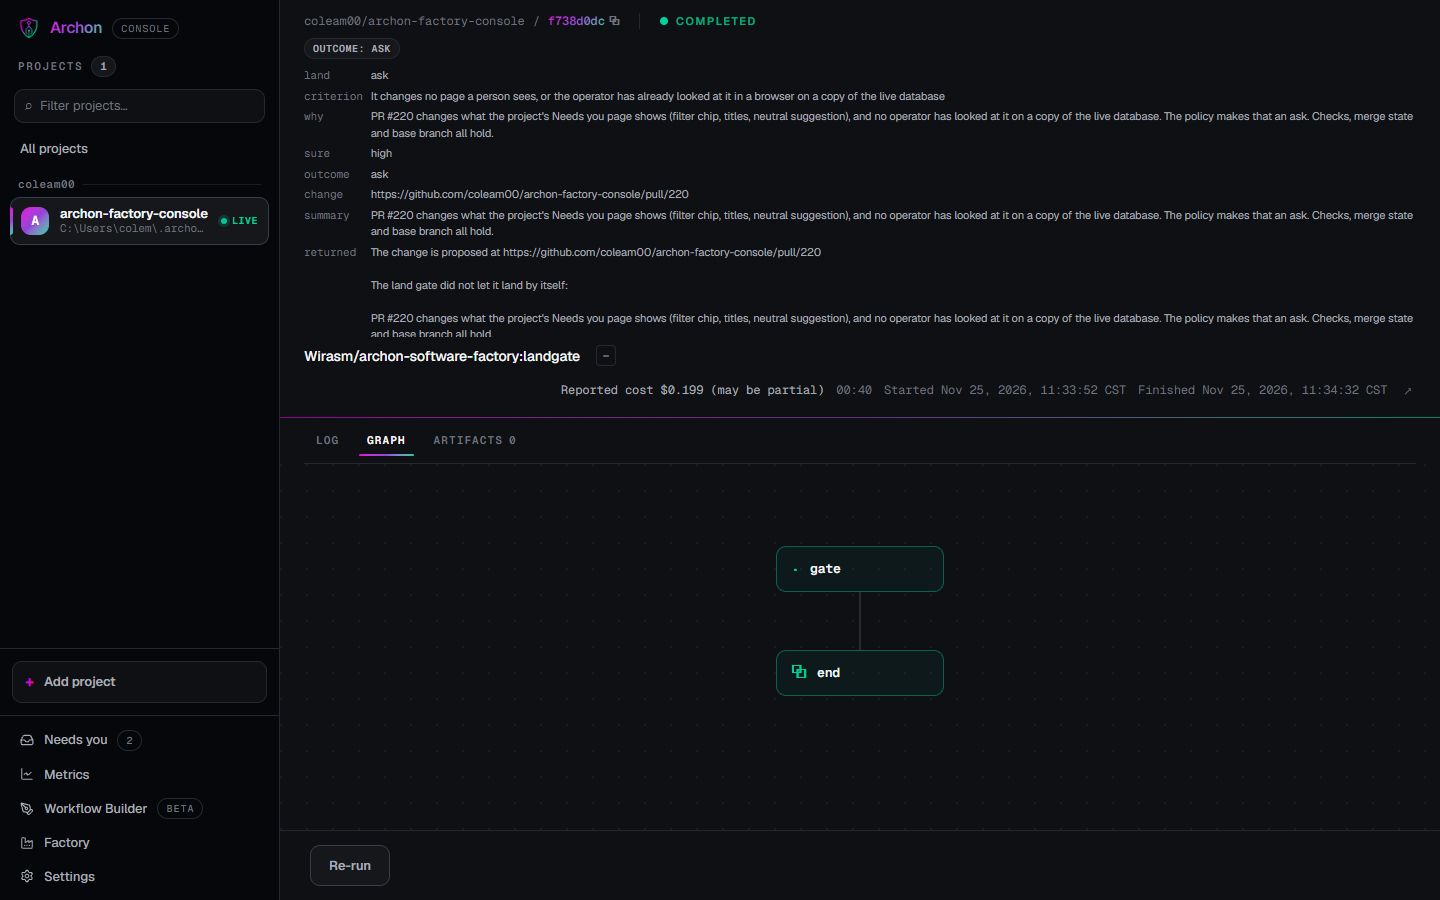 Archon CONSOLE
PROJECTS 1
Filter projects...
All projects
coleam00
A archon-factory-console LIVE
C:\Users\colem\.archo…
Add project
Needs you 2
Metrics
Workflow Builder BETA
Factory
Settings
coleam00/archon-factory-console / f738d0dc COMPLETED
OUTCOME: ASK
land ask
criterion It changes no page a person sees, or the operator has already looked at it in a browser on a copy of the live database
why PR #220 changes what the project's Needs you page shows (filter chip, titles, neutral suggestion), and no operator has looked at it on a copy of the live database. The policy makes that an ask. Checks, merge state
and base branch all hold.
sure high
outcome ask
change https://github.com/coleam00/archon-factory-console/pull/220
summary PR #220 changes what the project's Needs you page shows (filter chip, titles, neutral suggestion), and no operator has looked at it on a copy of the live database. The policy makes that an ask. Checks, merge state
and base branch all hold.
returned The change is proposed at https://github.com/coleam00/archon-factory-console/pull/220
The land gate did not let it land by itself:
PR #220 changes what the project's Needs you page shows (filter chip, titles, neutral suggestion), and no operator has looked at it on a copy of the live database. The policy makes that an ask. Checks, merge state
and base branch all hold.
Wirasm/archon-software-factory:landgate
Reported cost $0.199 (may be partial) 00:40 Started Nov 25, 2026, 11:33:52 CST Finished Nov 25, 2026, 11:34:32 CST ↗
LOG GRAPH ARTIFACTS 0
gate
end
Re-run